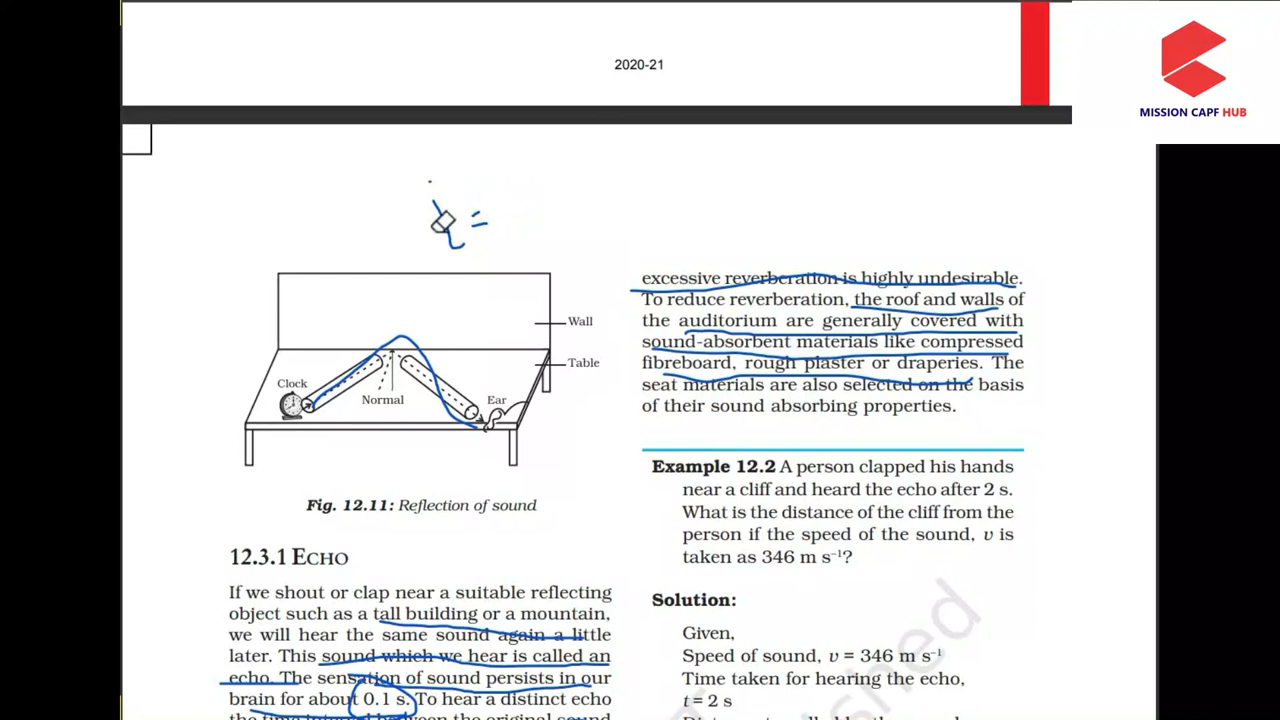 2020-21
MISSION CAPF HUB
=
Wall
Table
Clock
Normal
Ear
Fig. 12.11: Reflection of sound
12.3.1 ECHO
If we shout or clap near a suitable reflecting
object such as a tall building or a mountain,
we will hear the same sound again a little
later. This sound which we hear is called an
echo. The sensation of sound persists in our
brain for about 0.1 s. To hear a distinct echo
the time interval between the original sound
excessive reverberation is highly undesirable.
To reduce reverberation, the roof and walls of
the auditorium are generally covered with
sound-absorbent materials like compressed
fibreboard, rough plaster or draperies. The
seat materials are also selected on the basis
of their sound absorbing properties.
Example 12.2 A person clapped his hands
near a cliff and heard the echo after 2 s.
What is the distance of the cliff from the
person if the speed of the sound, v is
taken as 346 m s⁻¹?
Solution:
Given,
Speed of sound, v = 346 m s⁻¹
Time taken for hearing the echo,
t = 2 s